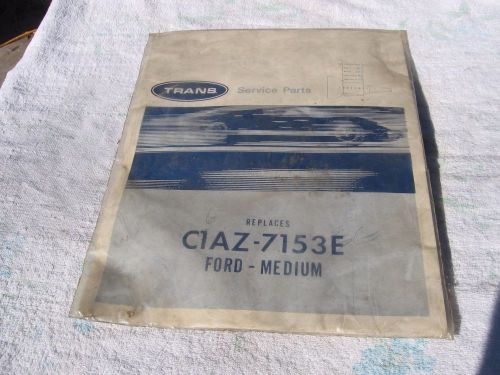 TRANS
Service Parts
REPLACES
C1AZ-7153E
FORD - MEDIUM